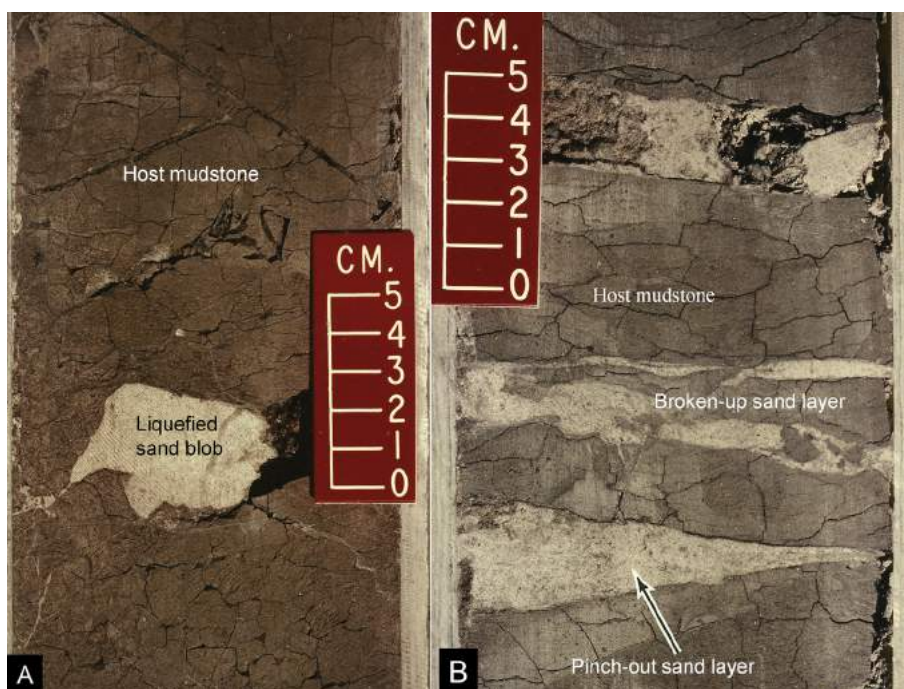 Host mudstone
CM.
5
4
3
2
1
0
Liquefied
sand blob
A
CM.
5
4
3
2
1
0
Host mudstone
Broken-up sand layer
Pinch-out sand layer
B